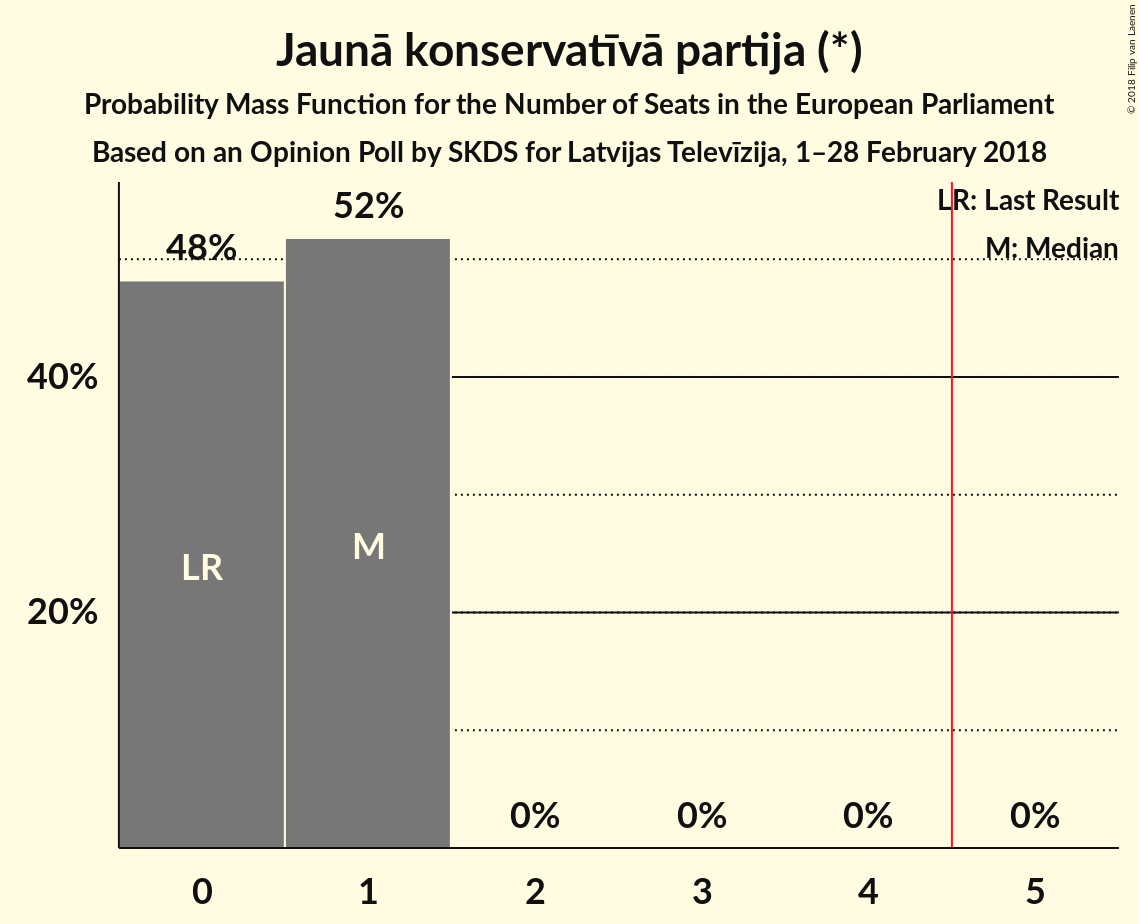 Jaunā konservatīvā partija (*)
Probability Mass Function for the Number of Seats in the European Parliament
Based on an Opinion Poll by SKDS for Latvijas Televīzija, 1–28 February 2018
© 2018 Filip van Laenen
LR: Last Result
M: Median
48%
52%
40%
20%
LR
M
0%
0%
0%
0%
0
1
2
3
4
5